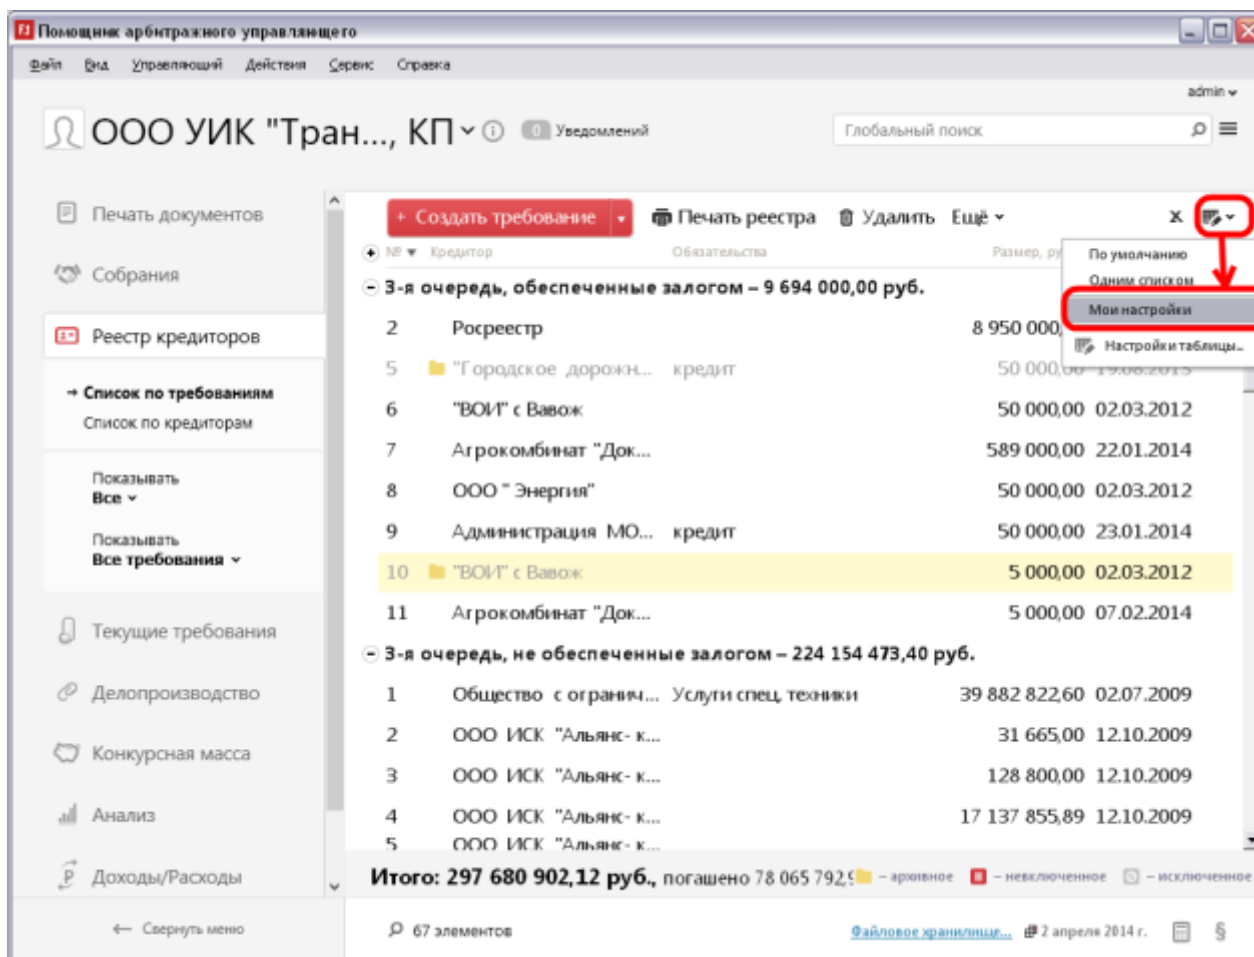 Помощник арбитражного управляющего
Файл Вид Управляющий Действия Сервис Справка
admin
ООО УИК "Тран..., КП 0 Уведомлений Глобальный поиск
Печать документов
Собрания
Реестр кредиторов
→ Список по требованиям
Список по кредиторам
Показывать
Все
Показывать
Все требования
Текущие требования
Делопроизводство
Конкурсная масса
Анализ
Доходы/Расходы
← Свернуть меню
+ Создать требование Печать реестра Удалить Ещё
№ Кредитор Обязательства Размер, ру
По умолчанию
Одним списком
Мои настройки
Настройки таблицы...
3-я очередь, обеспеченные залогом – 9 694 000,00 руб.
2 Росреестр 8 950 000,
5 "Городское дорожн... кредит 50 000,00 19.08.2013
6 "ВОИ" с Вавож 50 000,00 02.03.2012
7 Агрокомбинат "Док... 589 000,00 22.01.2014
8 ООО " Энергия" 50 000,00 02.03.2012
9 Администрация МО... кредит 50 000,00 23.01.2014
10 "ВОИ" с Вавож 5 000,00 02.03.2012
11 Агрокомбинат "Док... 5 000,00 07.02.2014
3-я очередь, не обеспеченные залогом – 224 154 473,40 руб.
1 Общество с огранич... Услуги спец, техники 39 882 822,60 02.07.2009
2 ООО ИСК "Альянс- к... 31 665,00 12.10.2009
3 ООО ИСК "Альянс- к... 128 800,00 12.10.2009
4 ООО ИСК "Альянс- к... 17 137 855,89 12.10.2009
5 ООО ИСК "Альянс- к...
Итого: 297 680 902,12 руб., погашено 78 065 792,9 – архивное – невключенное – исключенное
67 элементов Файловое хранилище... 2 апреля 2014 г. §